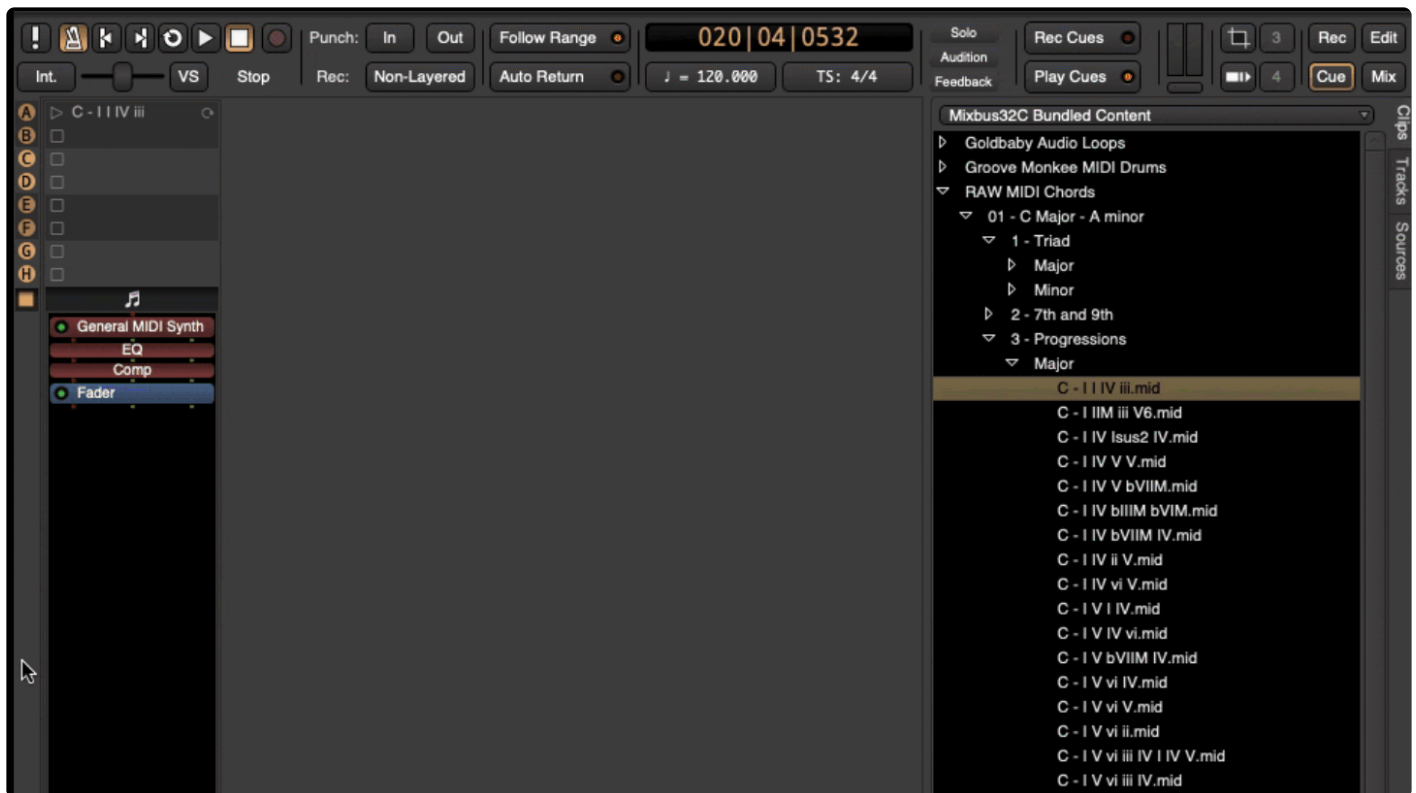 Punch: In Out Follow Range 020|04|0532 Solo Rec Cues 3 Rec Edit
Audition
Int. VS Stop Rec: Non-Layered Auto Return ♩ = 120.000 TS: 4/4 Feedback Play Cues 4 Cue Mix
A C - I I IV iii
B
C
D
E
F
G
H
General MIDI Synth
EQ
Comp
Fader
Mixbus32C Bundled Content
Goldbaby Audio Loops
Groove Monkee MIDI Drums
RAW MIDI Chords
01 - C Major - A minor
1 - Triad
Major
Minor
2 - 7th and 9th
3 - Progressions
Major
C - I I IV iii.mid
C - I IIM iii V6.mid
C - I IV Isus2 IV.mid
C - I IV V V.mid
C - I IV V bVIIM.mid
C - I IV bIIIM bVIM.mid
C - I IV bVIIM IV.mid
C - I IV ii V.mid
C - I IV vi V.mid
C - I V I IV.mid
C - I V IV vi.mid
C - I V bVIIM IV.mid
C - I V vi IV.mid
C - I V vi V.mid
C - I V vi ii.mid
C - I V vi iii IV I IV V.mid
C - I V vi iii IV.mid
Clips
Tracks
Sources